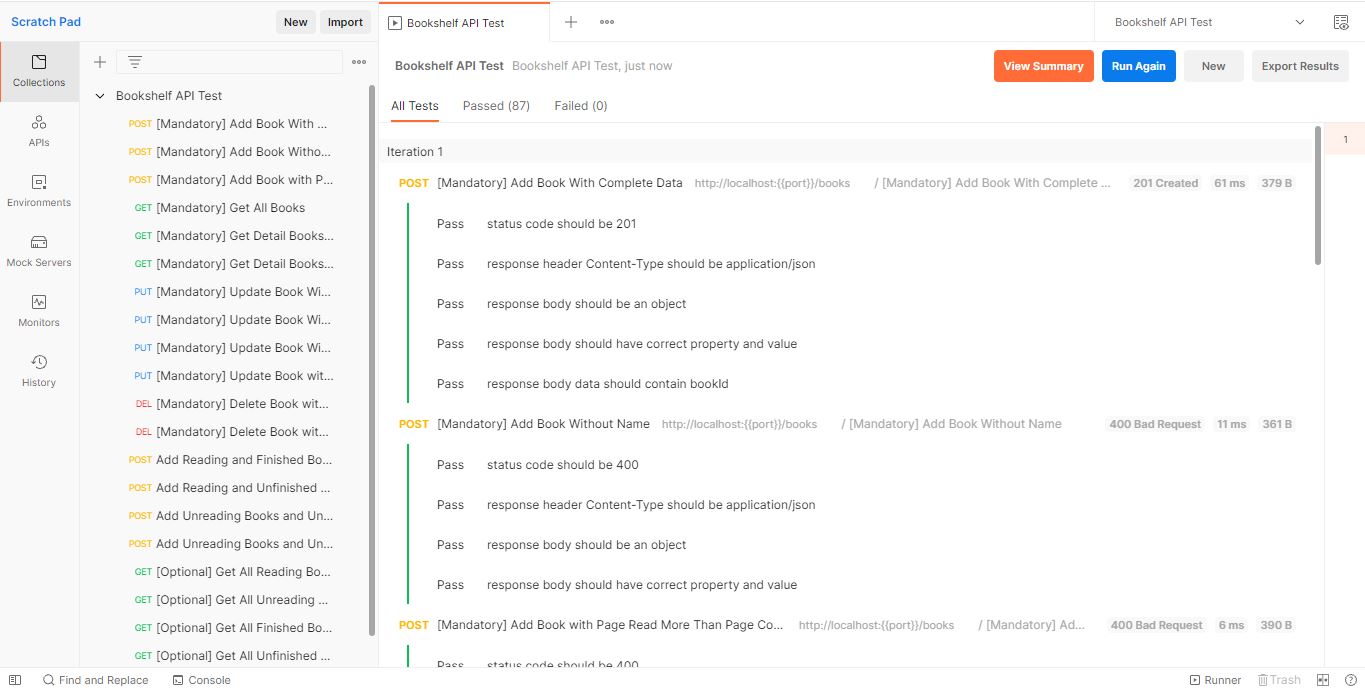 Scratch Pad
New
Import
Bookshelf API Test
Bookshelf API Test
Collections
APIs
Environments
Mock Servers
Monitors
History
Bookshelf API Test
POST [Mandatory] Add Book With ...
POST [Mandatory] Add Book Witho...
POST [Mandatory] Add Book with P...
GET [Mandatory] Get All Books
GET [Mandatory] Get Detail Books...
GET [Mandatory] Get Detail Books...
PUT [Mandatory] Update Book Wi...
PUT [Mandatory] Update Book Wi...
PUT [Mandatory] Update Book Wi...
PUT [Mandatory] Update Book wit...
DEL [Mandatory] Delete Book wit...
DEL [Mandatory] Delete Book wit...
POST Add Reading and Finished Bo...
POST Add Reading and Unfinished ...
POST Add Unreading Books and Un...
POST Add Unreading Books and Un...
GET [Optional] Get All Reading Bo...
GET [Optional] Get All Unreading ...
GET [Optional] Get All Finished Bo...
GET [Optional] Get All Unfinished ...
Bookshelf API Test Bookshelf API Test, just now
View Summary
Run Again
New
Export Results
All Tests Passed (87) Failed (0)
Iteration 1
1
POST [Mandatory] Add Book With Complete Data http://localhost:{{port}}/books / [Mandatory] Add Book With Complete ... 201 Created 61 ms 379 B
Pass status code should be 201
Pass response header Content-Type should be application/json
Pass response body should be an object
Pass response body should have correct property and value
Pass response body data should contain bookId
POST [Mandatory] Add Book Without Name http://localhost:{{port}}/books / [Mandatory] Add Book Without Name 400 Bad Request 11 ms 361 B
Pass status code should be 400
Pass response header Content-Type should be application/json
Pass response body should be an object
Pass response body should have correct property and value
POST [Mandatory] Add Book with Page Read More Than Page Co... http://localhost:{{port}}/books / [Mandatory] Ad... 400 Bad Request 6 ms 390 B
Pass status code should be 400
Find and Replace
Console
Runner
Trash